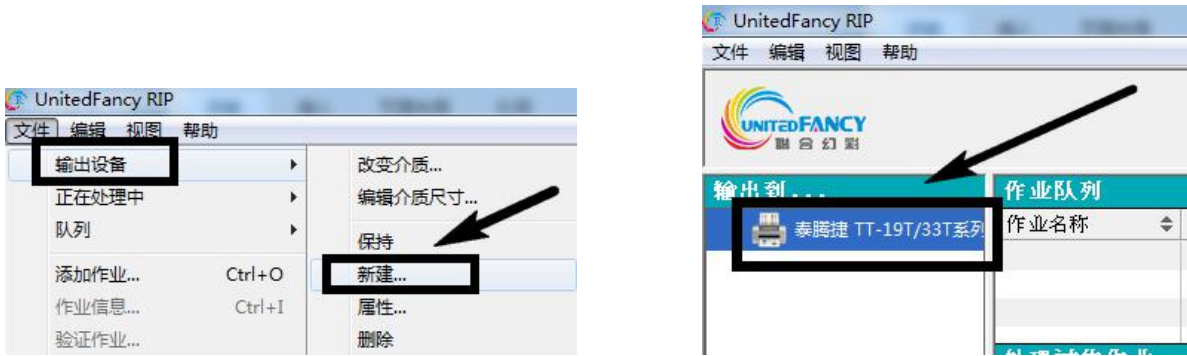 UnitedFancy RIP
文件 编辑 视图 帮助
输出设备
正在处理中
队列
添加作业... Ctrl+O
作业信息... Ctrl+I
验证作业...
改变介质...
编辑介质尺寸...
保持
新建...
属性...
删除
UnitedFancy RIP
文件 编辑 视图 帮助
UNITEDFANCY
联合幻彩
输出到...
泰腾捷 TT-19T/33T系列
作业队列
作业名称